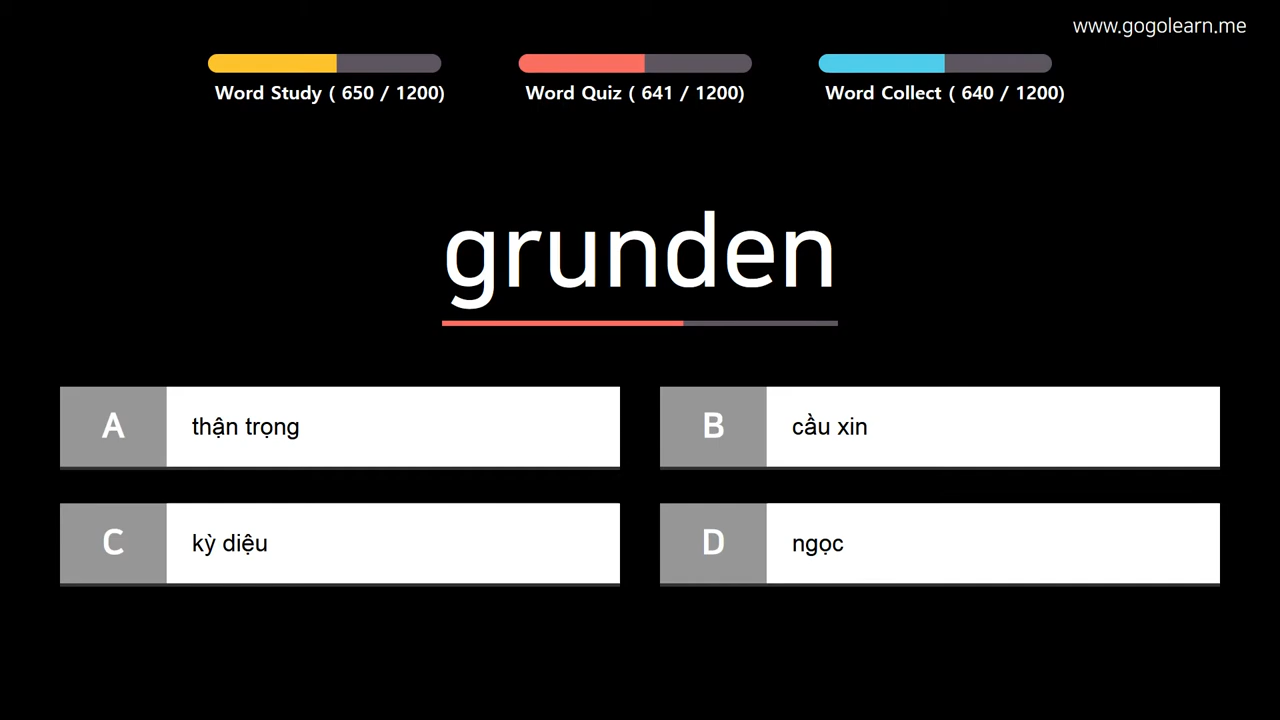 www.gogolearn.me
Word Study ( 650 / 1200)
Word Quiz ( 641 / 1200)
Word Collect ( 640 / 1200)
grunden
A thận trọng
B cầu xin
C kỳ diệu
D ngọc